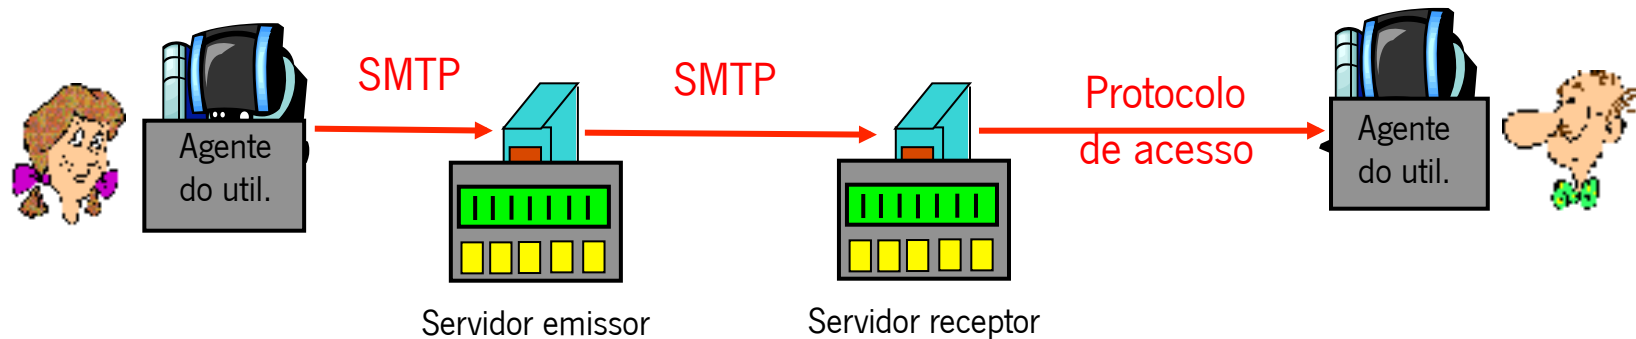 Agente
do util.
SMTP
Servidor emissor
SMTP
Servidor receptor
Protocolo
de acesso
Agente
do util.